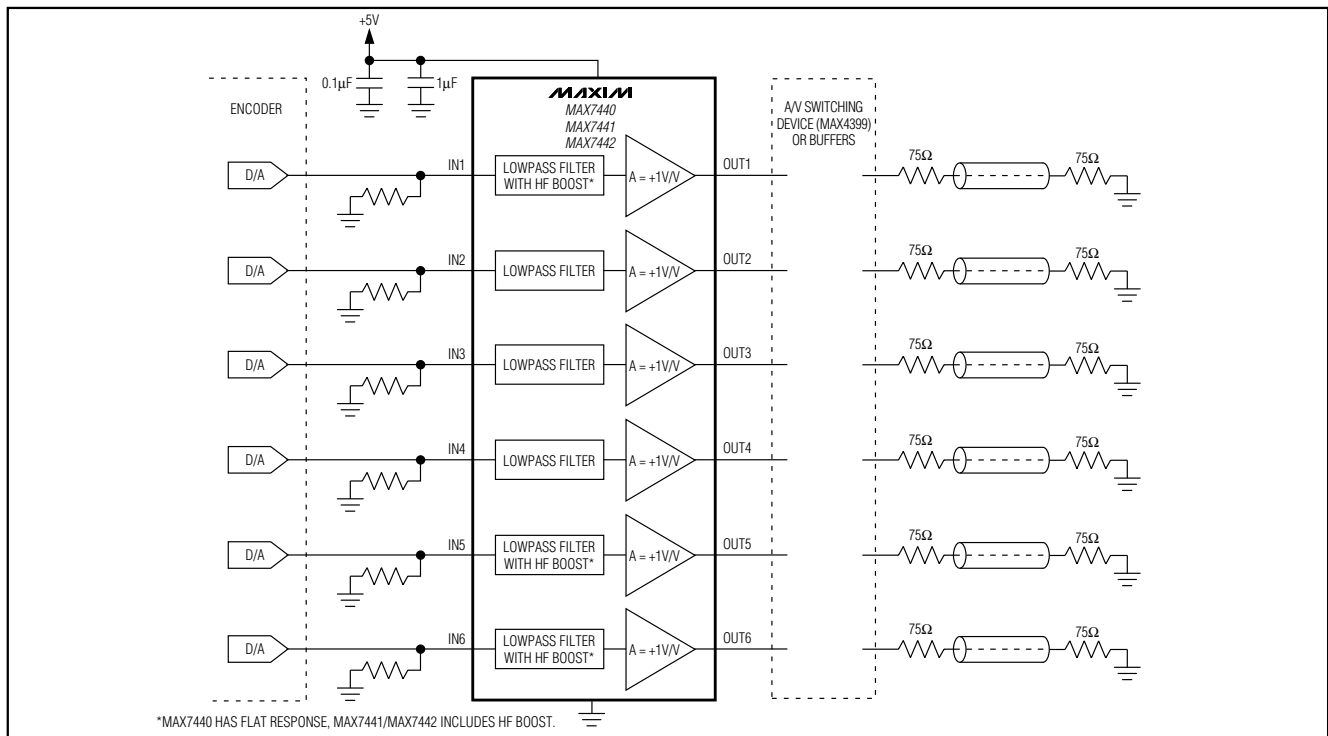 +5V
0.1µF
1µF
ENCODER
MAXIM
MAX7440
MAX7441
MAX7442
A/V SWITCHING
DEVICE (MAX4399)
OR BUFFERS
D/A
IN1
LOWPASS FILTER
WITH HF BOOST*
A = +1V/V
OUT1
75Ω
75Ω
D/A
IN2
LOWPASS FILTER
A = +1V/V
OUT2
75Ω
75Ω
D/A
IN3
LOWPASS FILTER
A = +1V/V
OUT3
75Ω
75Ω
D/A
IN4
LOWPASS FILTER
A = +1V/V
OUT4
75Ω
75Ω
D/A
IN5
LOWPASS FILTER
WITH HF BOOST*
A = +1V/V
OUT5
75Ω
75Ω
D/A
IN6
LOWPASS FILTER
WITH HF BOOST*
A = +1V/V
OUT6
75Ω
75Ω
*MAX7440 HAS FLAT RESPONSE, MAX7441/MAX7442 INCLUDES HF BOOST.